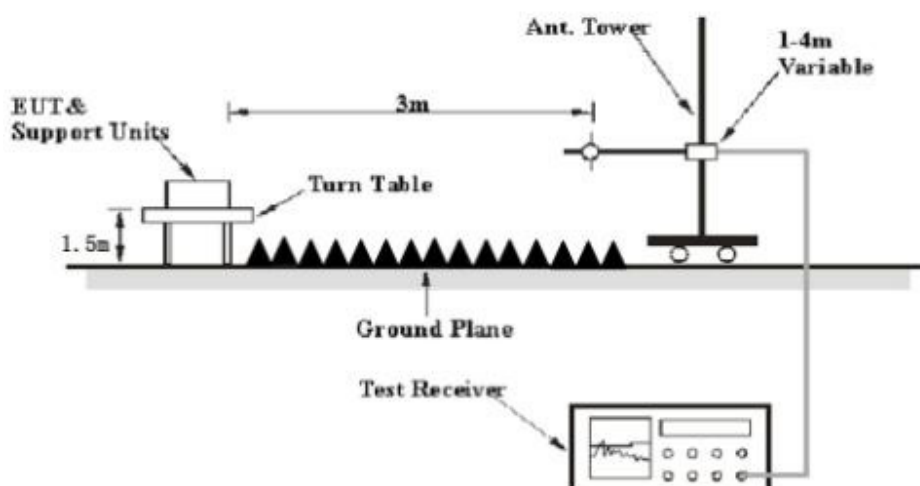 Ant. Tower
1-4m
Variable
3m
EUT&
Support Units
Turn Table
1.5m
Ground Plane
Test Receiver